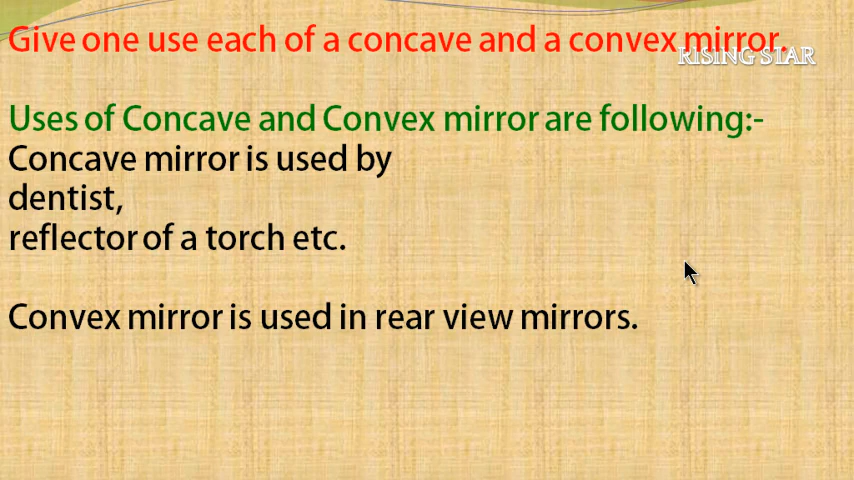 Give one use each of a concave and a convex mirror.
RISING STAR
Uses of Concave and Convex mirror are following:-
Concave mirror is used by
dentist,
reflector of a torch etc.
Convex mirror is used in rear view mirrors.